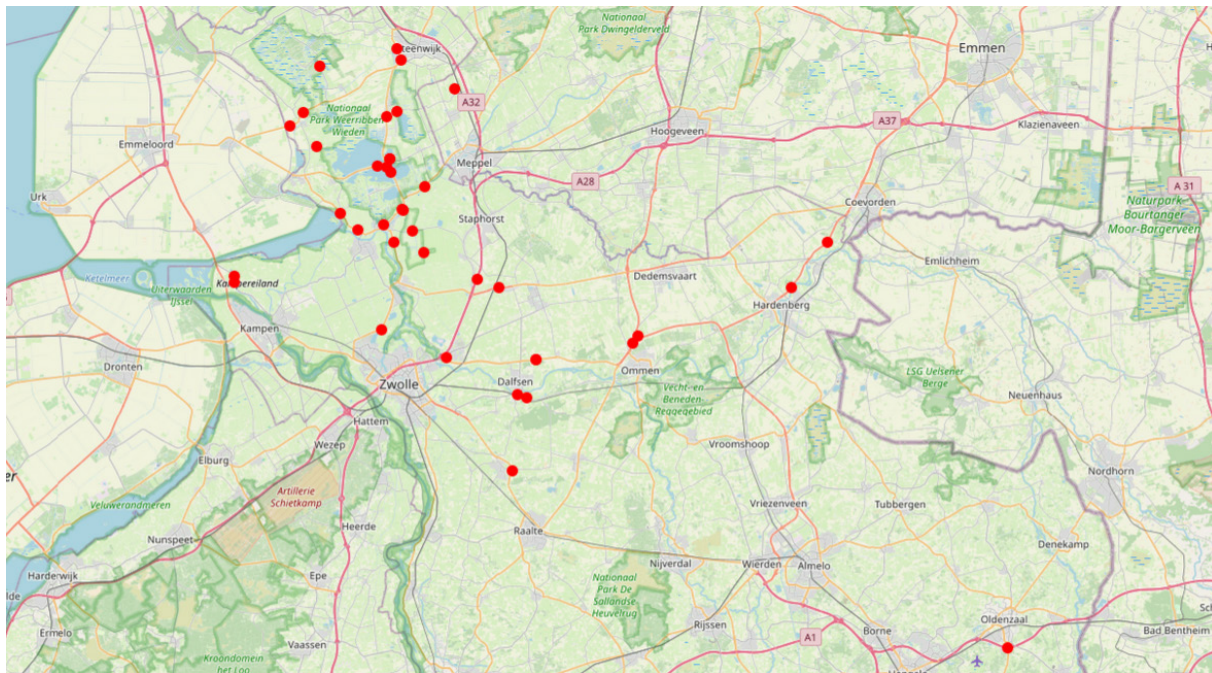 Nationaal
Park Dwingelderveld
Emmen
Steenwijk
A32
Nationaal
Park Weerribben
Wieden
Emmeloord
Hoogeveen
A37
Klazienaveen
Meppel
A28
A 31
Urk
Coevorden
Naturpark
Bourtanger
Moor-Bargerveen
Staphorst
Emlichheim
Ketelmeer
Kampereiland
Uiterwaarden
IJssel
Dedemsvaart
Hardenberg
Kampen
Dronten
Zwolle
Dalfsen
Ommen
LSG Uelsener
Berge
Vecht- en
Beneden-
Reggegebied
Neuenhaus
Hattem
Wezep
Vroomshoop
Elburg
Nordhorn
Artillerie
Schietkamp
Veluwerandmeren
Heerde
Vriezenveen
Tubbergen
Raalte
Nunspeet
Denekamp
Harderwijk
Epe
Nijverdal
Wierden
Almelo
Nationaal
Park De
Sallandse
Heuvelrug
Ermelo
Vaassen
Rijssen
A1
Borne
Oldenzaal
Bad Bentheim
Kroondomein
het Loo